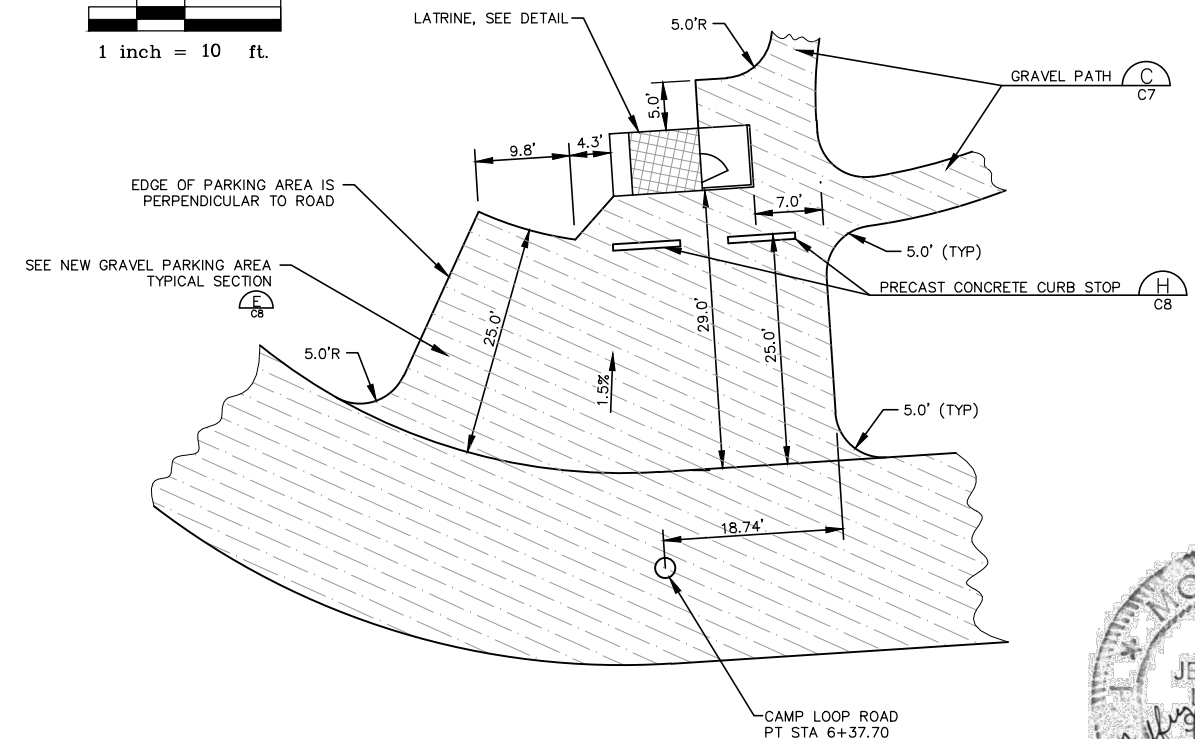 1 inch = 10 ft.
LATRINE, SEE DETAIL
5.0'R
GRAVEL PATH
C
C7
5.0'
9.8'
4.3'
EDGE OF PARKING AREA IS
PERPENDICULAR TO ROAD
7.0'
5.0' (TYP)
SEE NEW GRAVEL PARKING AREA
TYPICAL SECTION
E
C8
PRECAST CONCRETE CURB STOP
H
C8
25.0'
29.0'
25.0'
5.0'R
1.5%
5.0' (TYP)
18.74'
CAMP LOOP ROAD
PT STA 6+37.70